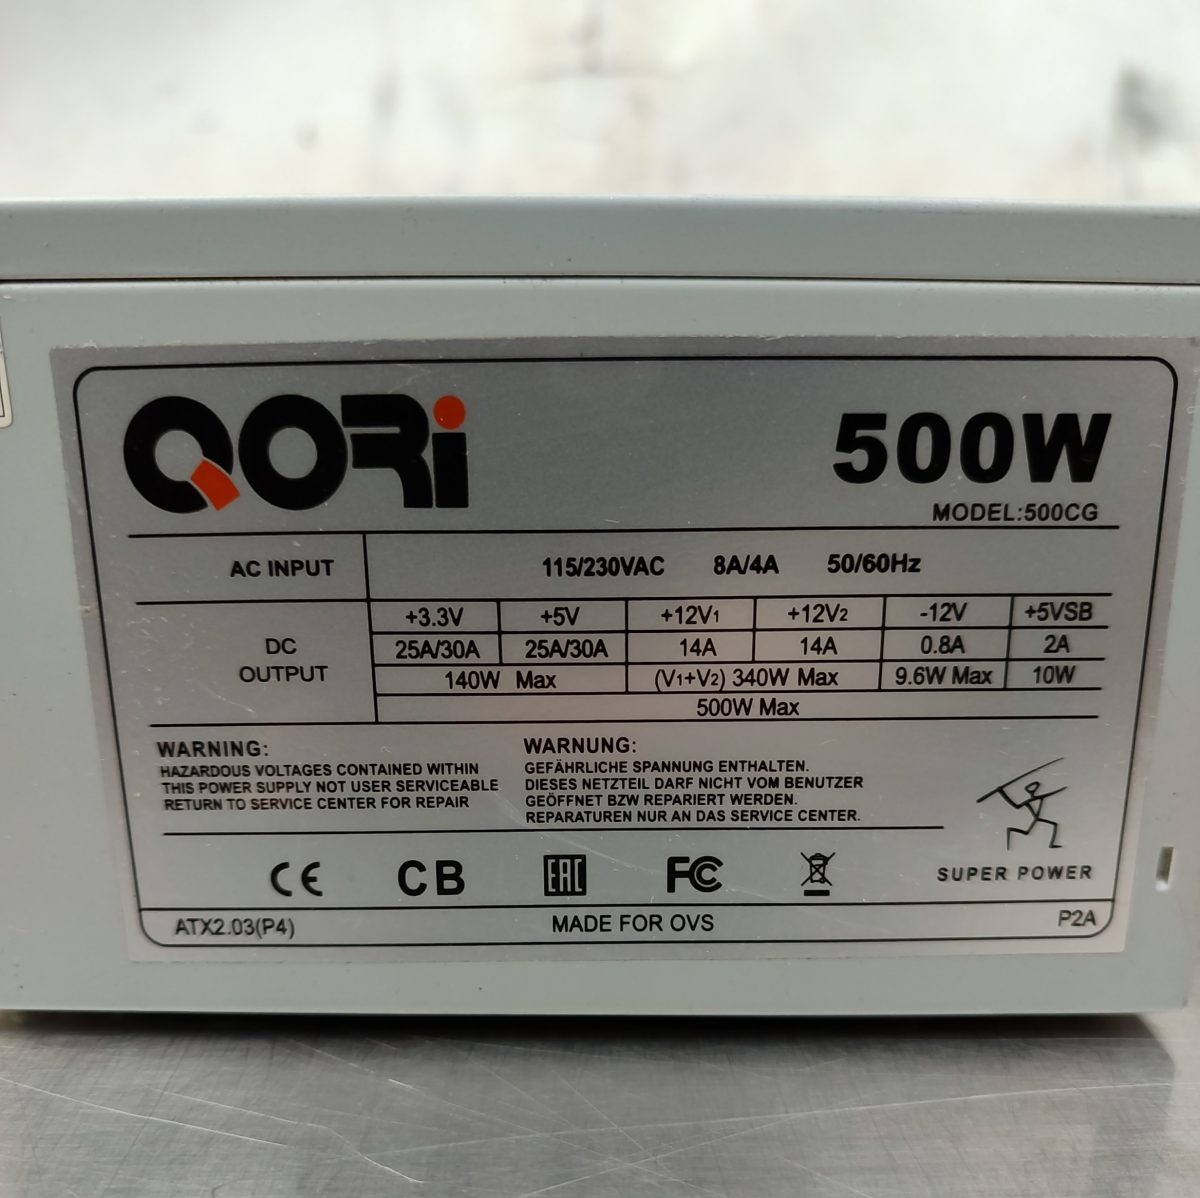 QORi
500W
MODEL:500CG
AC INPUT 115/230VAC 8A/4A 50/60Hz
DC OUTPUT
+3.3V +5V +12V1 +12V2 -12V +5VSB
25A/30A 25A/30A 14A 14A 0.8A 2A
140W Max (V1+V2) 340W Max 9.6W Max 10W
500W Max
WARNING:
HAZARDOUS VOLTAGES CONTAINED WITHIN
THIS POWER SUPPLY NOT USER SERVICEABLE
RETURN TO SERVICE CENTER FOR REPAIR
WARNUNG:
GEFÄHRLICHE SPANNUNG ENTHALTEN.
DIESES NETZTEIL DARF NICHT VOM BENUTZER
GEÖFFNET BZW REPARIERT WERDEN.
REPARATUREN NUR AN DAS SERVICE CENTER.
CE CB EAC FC
SUPER POWER
ATX2.03(P4) MADE FOR OVS P2A